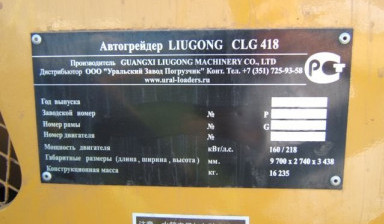 Автогрейдер LIUGONG CLG 418
Производитель GUANGXI LIUGONG MACHINERY CO., LTD
Дистрибьютор ООО "Уральский Завод Погрузчик" Конт. Тел. +7 (351) 725-93-58
www.ural-loaders.ru
PG
Год выпуска
Заводской номер № P
Номер рамы № G
Номер двигателя №
Мощность двигателя кВт/л.с. 160 / 218
Габаритные размеры (длина , ширина , высота) мм. 9 700 x 2 740 x 3 438
Конструкционная масса кг. 16 235